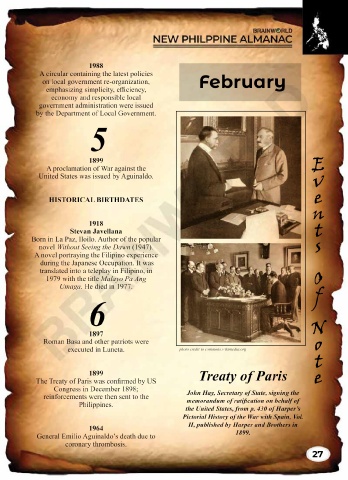 BRAINWORLD
NEW PHILPPINE ALMANAC
February
1988
A circular containing the latest policies
on local government re-organization,
emphasizing simplicity, efficiency,
economy and responsible local
government administration were issued
by the Department of Local Government.
5
1899
A proclamation of War against the
United States was issued by Aguinaldo.
HISTORICAL BIRTHDATES
1918
Stevan Javellana
Born in La Paz, Iloilo. Author of the popular
novel Without Seeing the Dawn (1947).
A novel portraying the Filipino experience
during the Japanese Occupation. It was
translated into a teleplay in Filipino, in
1979 with the title Malayo Pa Ang
Umaga. He died in 1977.
6
1897
Roman Basa and other patriots were
executed in Luneta.
1899
The Treaty of Paris was confirmed by US
Congress in December 1898;
reinforcements were then sent to the
Philippines.
1964
General Emilio Aguinaldo's death due to
coronary thrombosis.
Treaty of Paris
John Hay, Secretary of State, signing the
memorandum of ratification on behalf of
the United States, from p. 430 of Harper's
Pictorial History of the War with Spain, Vol.
II, published by Harper and Brothers in
1899.
Events Of Note
27